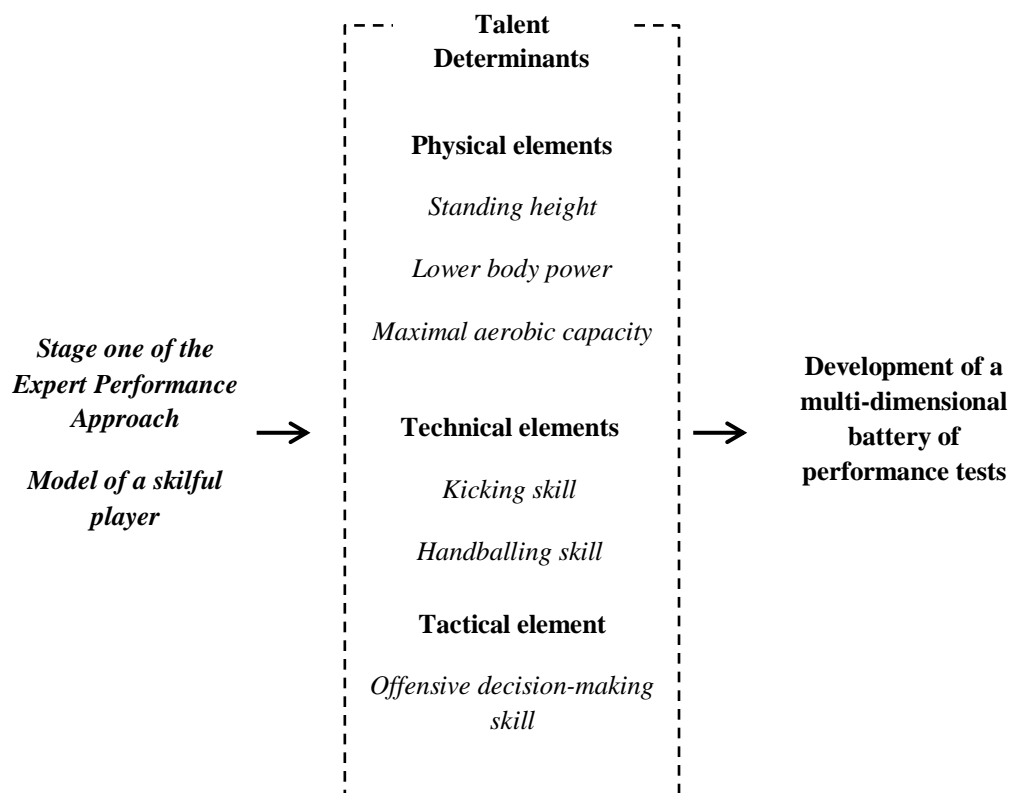 Talent
Determinants
Physical elements
Standing height
Lower body power
Maximal aerobic capacity
Stage one of the
Expert Performance
Approach
Model of a skilful
player
Technical elements
Kicking skill
Handballing skill
Tactical element
Offensive decision-making
skill
Development of a
multi-dimensional
battery of
performance tests